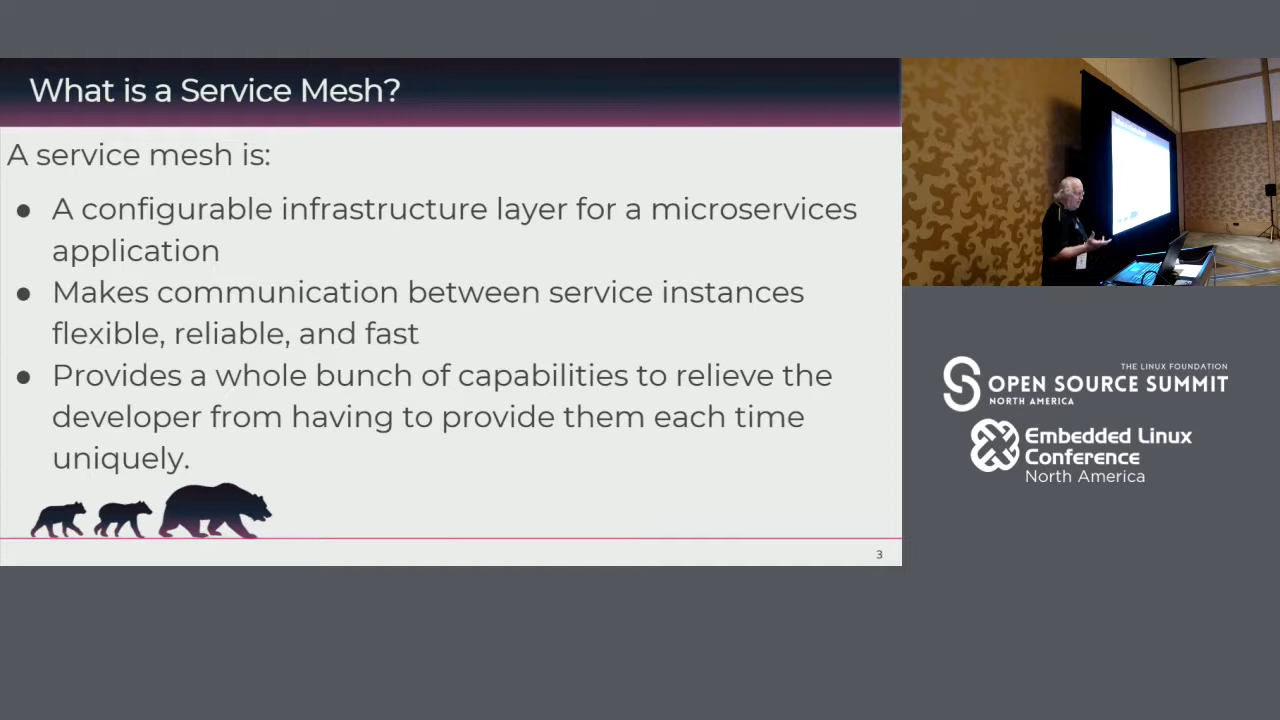 What is a Service Mesh?
A service mesh is:
● A configurable infrastructure layer for a microservices
application
● Makes communication between service instances
flexible, reliable, and fast
● Provides a whole bunch of capabilities to relieve the
developer from having to provide them each time
uniquely.
3
THE LINUX FOUNDATION
OPEN SOURCE SUMMIT
NORTH AMERICA
Embedded Linux
Conference
North America